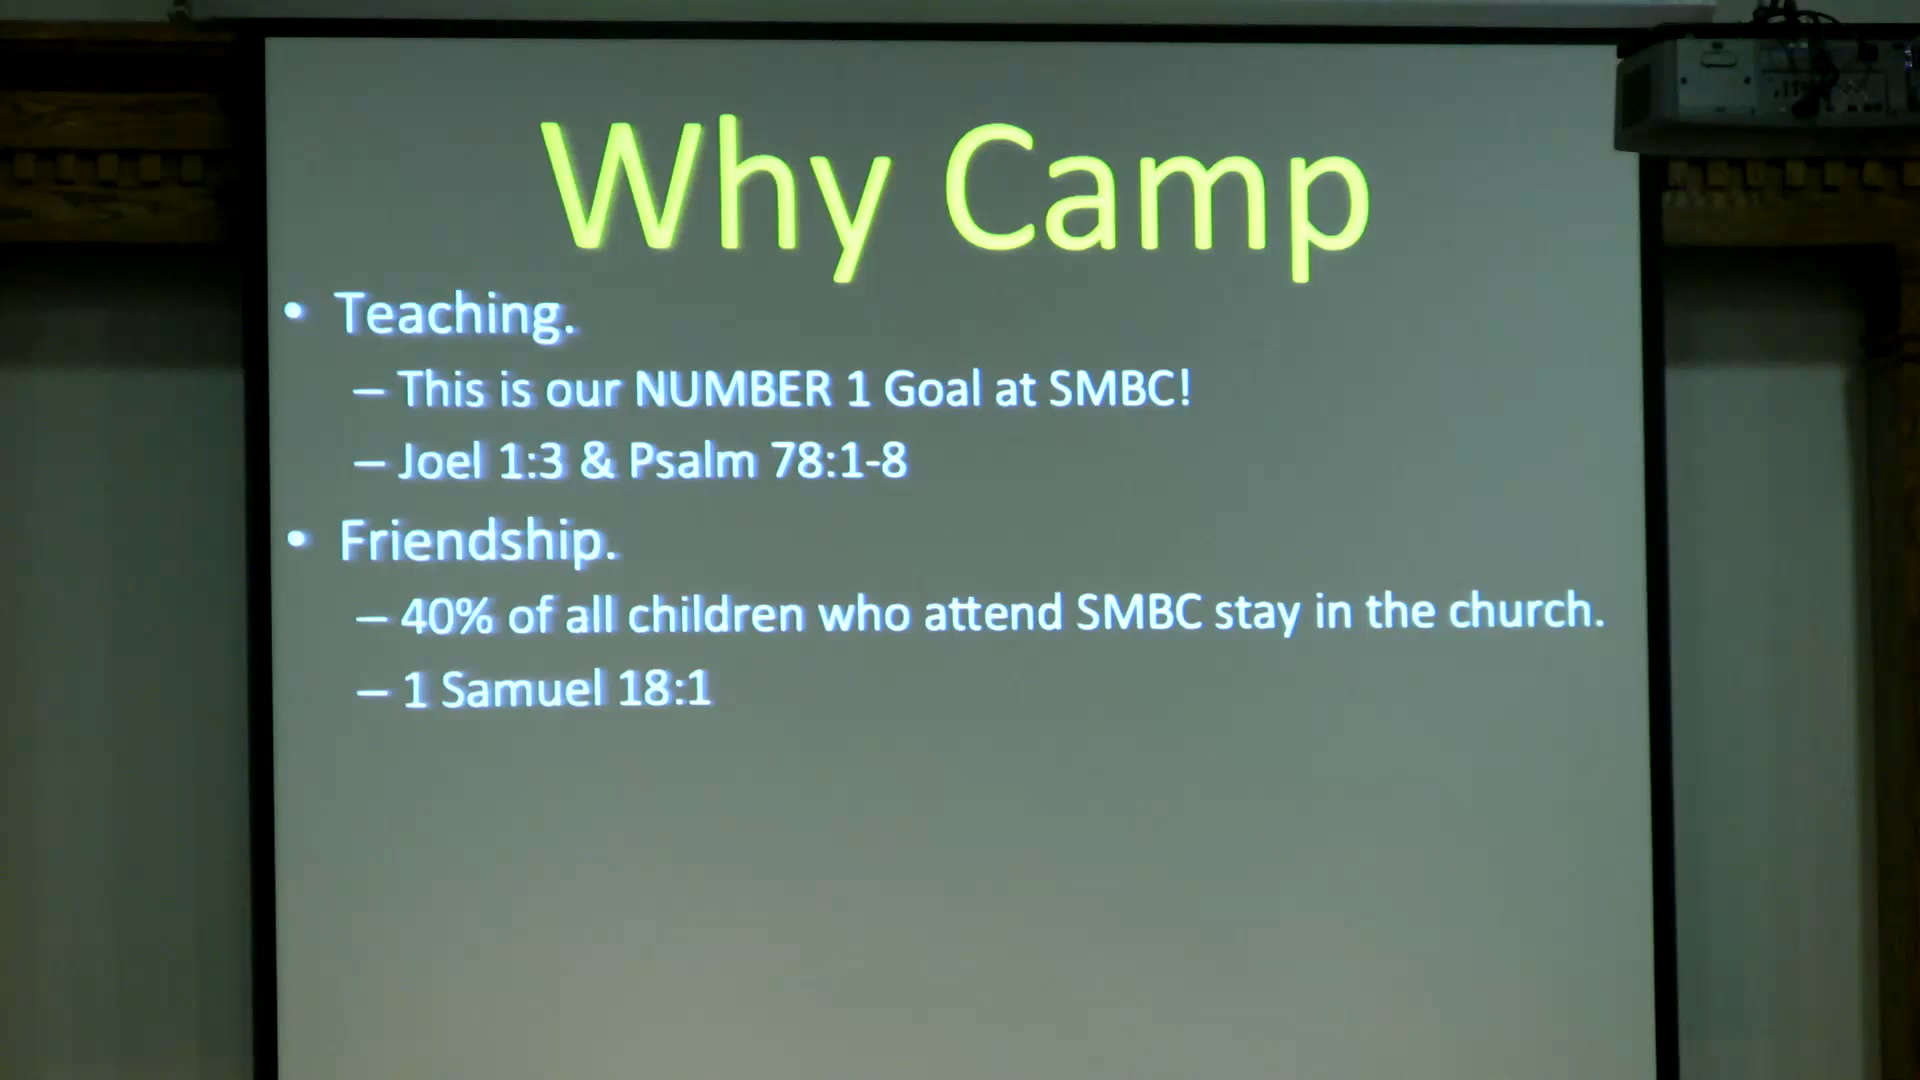 Why Camp
• Teaching.
– This is our NUMBER 1 Goal at SMBC!
– Joel 1:3 & Psalm 78:1-8
• Friendship.
– 40% of all children who attend SMBC stay in the church.
– 1 Samuel 18:1